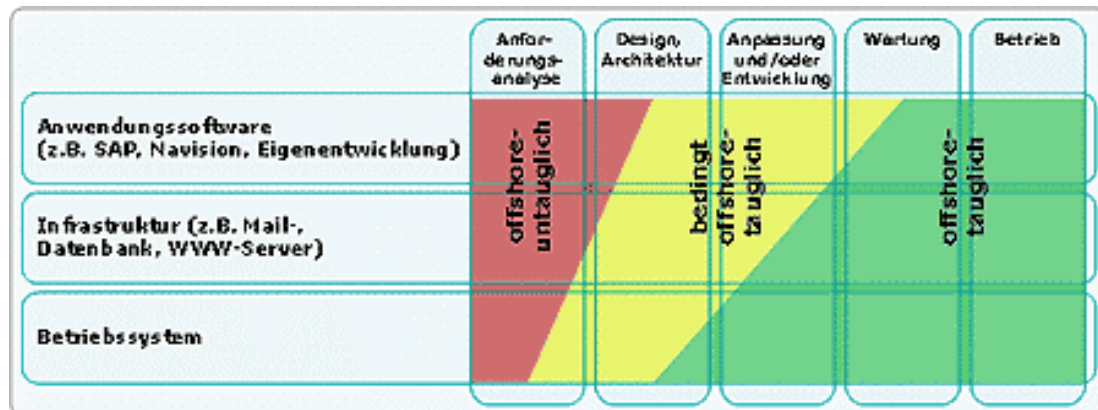 Anfor-
derungs-
analyse
Design,
Architektur
Anpassung
und/oder
Entwicklung
Wartung
Betrieb
Anwendungssoftware
(z.B. SAP, Navision, Eigenentwicklung)
Infrastruktur (z.B. Mail-,
Datenbank, WWW-Server)
Betriebssystem
offshore-
untauglich
bedingt
offshore-
tauglich
offshore-
tauglich